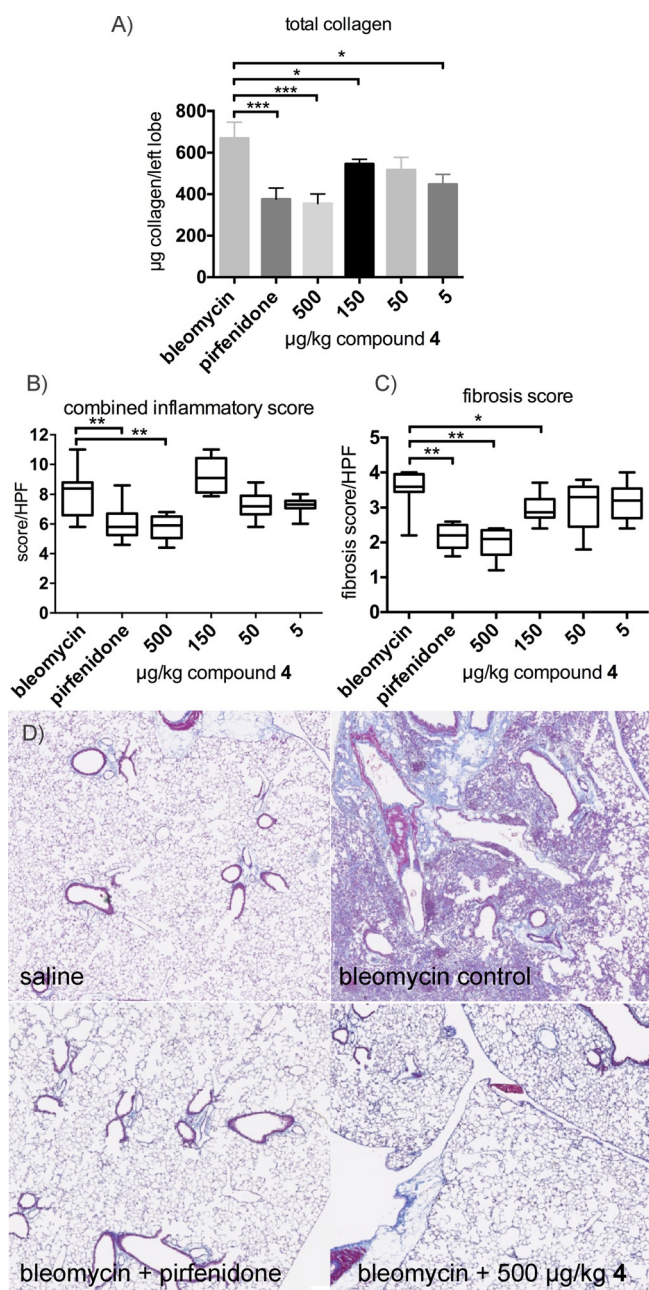 A)
total collagen
*
*
***
***
µg collagen/left lobe
800
600
400
200
0
bleomycin
pirfenidone
500
150
50
5
µg/kg compound 4
B)
combined inflammatory score
**
**
score/HPF
12
10
8
6
4
2
0
bleomycin
pirfenidone
500
150
50
5
µg/kg compound 4
C)
fibrosis score
*
**
**
fibrosis score/HPF
5
4
3
2
1
0
bleomycin
pirfenidone
500
150
50
5
µg/kg compound 4
D)
saline
bleomycin control
bleomycin + pirfenidone
bleomycin + 500 µg/kg 4